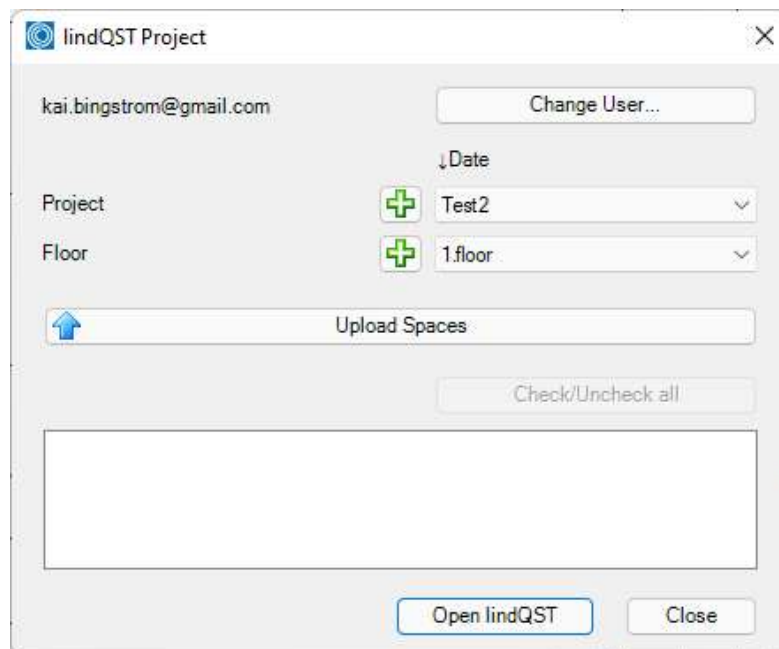 lindQST Project
kai.bingstrom@gmail.com Change User...
↓Date
Project Test2
Floor 1.floor
Upload Spaces
Check/Uncheck all
Open lindQST Close